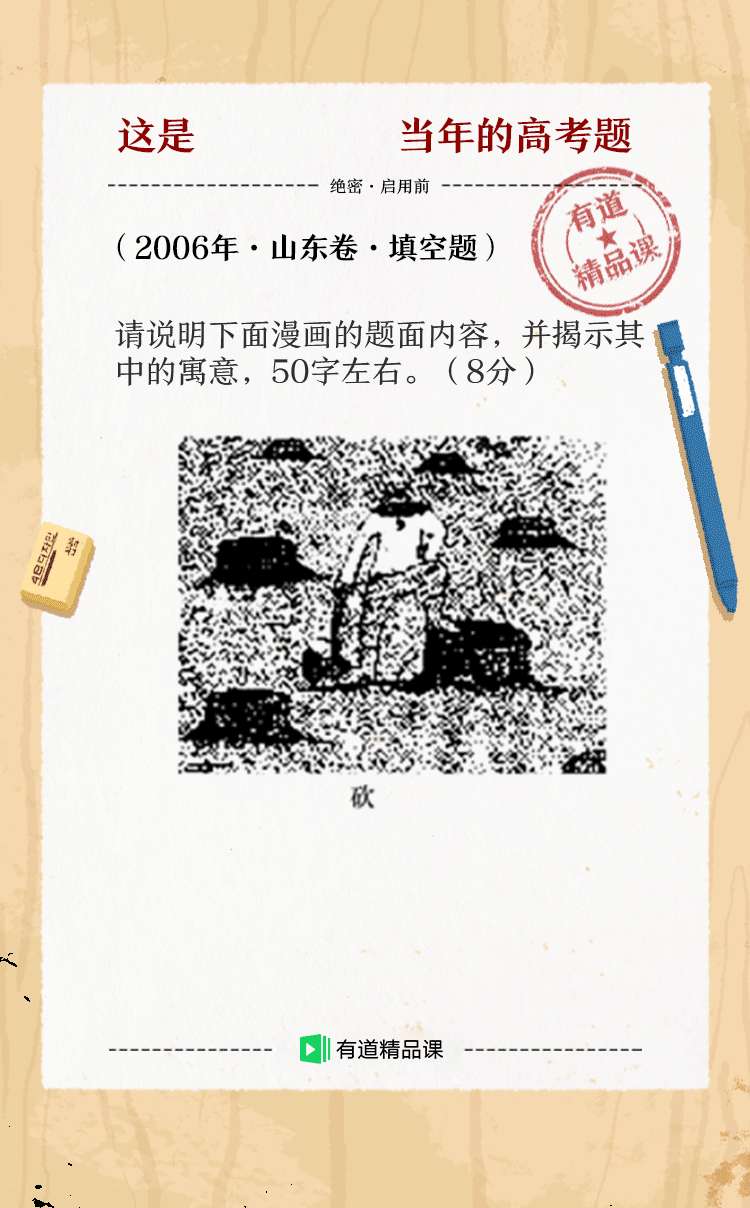 这是 当年的高考题
绝密·启用前
有道
精品课
（2006年·山东卷·填空题）
请说明下面漫画的题面内容，并揭示其
中的寓意，50字左右。（8分）
砍
有道精品课